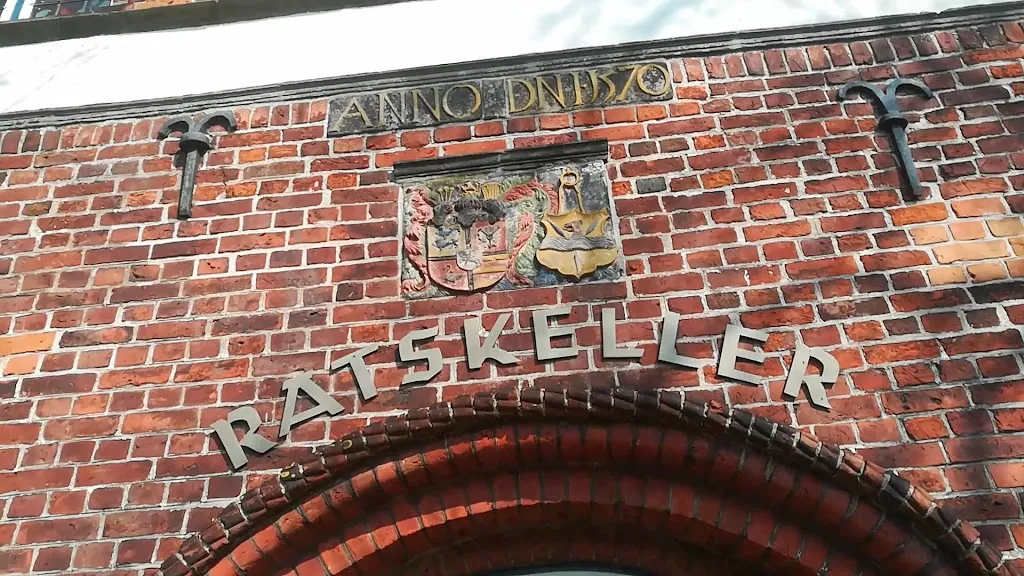 ANNO DNI 1570
RATSKELLER